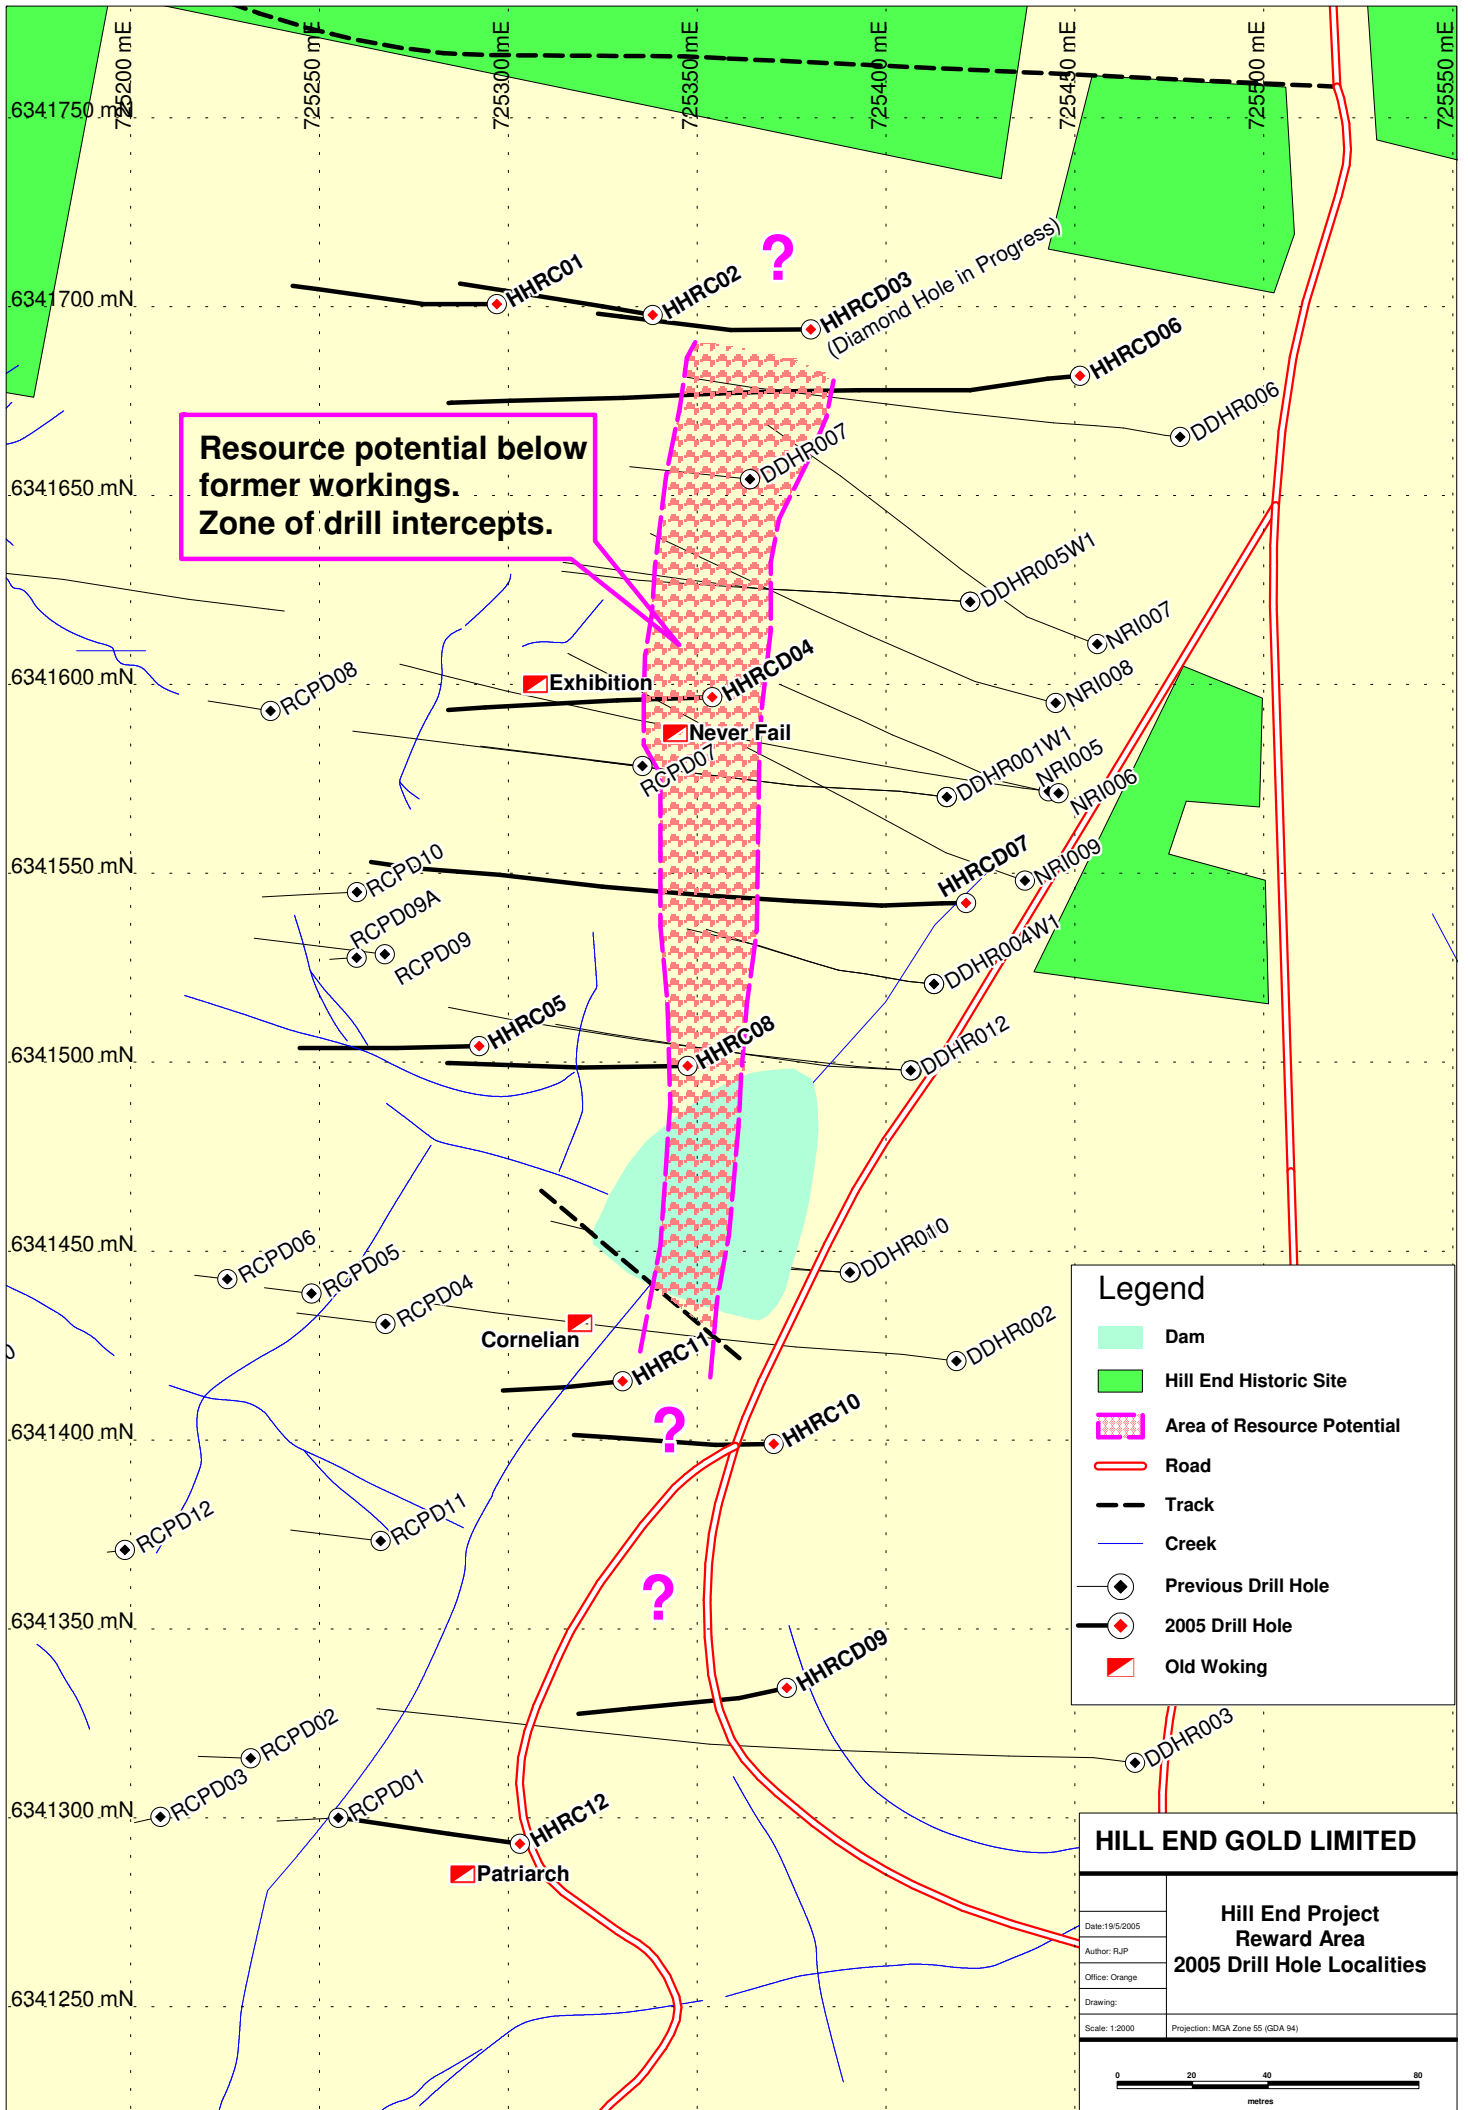 725200 mE
725250 mE
725300 mE
725350 mE
725400 mE
725450 mE
725500 mE
725550 mE
6341750 mN
6341700 mN
HHRC01
HHRC02
HHRCD03
(Diamond Hole in Progress)
?
HHRCD06
DDHR006
Resource potential below
former workings.
Zone of drill intercepts.
DDHR007
6341650 mN
DDHR005W1
NRI007
NRI008
6341600 mN
RCPD08
Exhibition
HHRCD04
Never Fail
RCPD07
DDHR001W1
NRI005
NRI006
6341550 mN
RCPD10
RCPD09A
RCPD09
HHRCD07
NRI009
DDHR004W1
6341500 mN
HHRC05
HHRC08
DDHR012
6341450 mN
RCPD06
RCPD05
RCPD04
DDHR010
Cornelian
DDHR002
HHRC11
6341400 mN
?
HHRC10
RCPD12
RCPD11
6341350 mN
?
HHRCD09
RCPD02
DDHR003
6341300 mN
RCPD03
RCPD01
HHRC12
Patriarch
6341250 mN
Legend
Dam
Hill End Historic Site
Area of Resource Potential
Road
Track
Creek
Previous Drill Hole
2005 Drill Hole
Old Woking
HILL END GOLD LIMITED
Date:19/5/2005
Author: RJP
Office: Orange
Drawing:
Scale: 1:2000
Hill End Project
Reward Area
2005 Drill Hole Localities
Projection: MGA Zone 55 (GDA 94)
0 20 40 80
metres